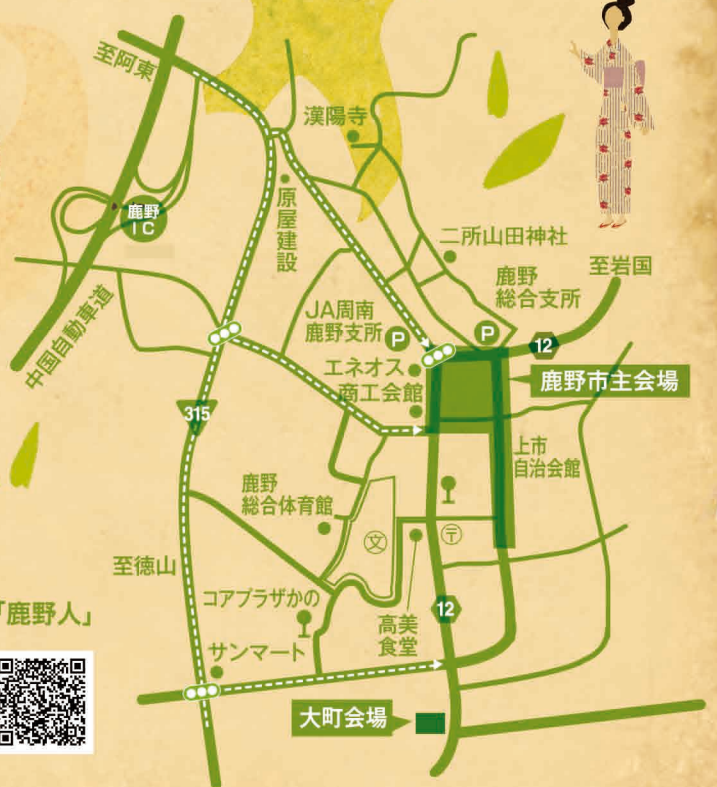 至阿東
漢陽寺
鹿野
IC
原屋建設
二所山田神社
至岩国
鹿野
総合支所
中国自動車道
JA周南
鹿野支所
P
P
12
エネオス
商工会館
鹿野市主会場
315
上市
自治会館
鹿野
総合体育館
文
〒
至徳山
コアプラザかの
12
「鹿野人」
高美
食堂
サンマート
大町会場